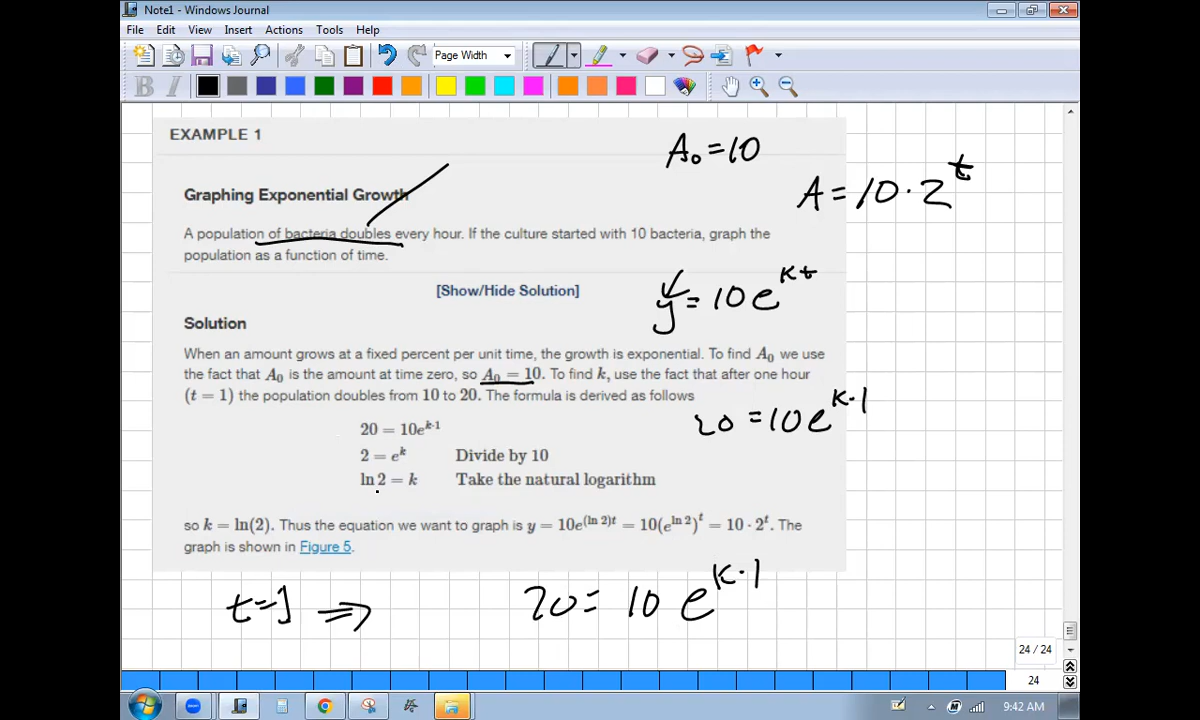 Note1 - Windows Journal
File Edit View Insert Actions Tools Help
Page Width
B I
EXAMPLE 1
A₀ = 10
A = 10 · 2^t
Graphing Exponential Growth
A population of bacteria doubles every hour. If the culture started with 10 bacteria, graph the
population as a function of time.
[Show/Hide Solution]
y = 10e^{kt}
Solution
When an amount grows at a fixed percent per unit time, the growth is exponential. To find A₀ we use
the fact that A₀ is the amount at time zero, so A₀ = 10. To find k, use the fact that after one hour
(t = 1) the population doubles from 10 to 20. The formula is derived as follows
20 = 10e^{k·1}
20 = 10e^{k·1}
2 = e^k Divide by 10
ln 2 = k Take the natural logarithm
so k = ln(2). Thus the equation we want to graph is y = 10e^{(ln 2)t} = 10(e^{ln 2})^t = 10 · 2^t. The
graph is shown in Figure 5.
t=1 ⇒ 20 = 10 e^{k·1}
24 / 24
24
9:42 AM